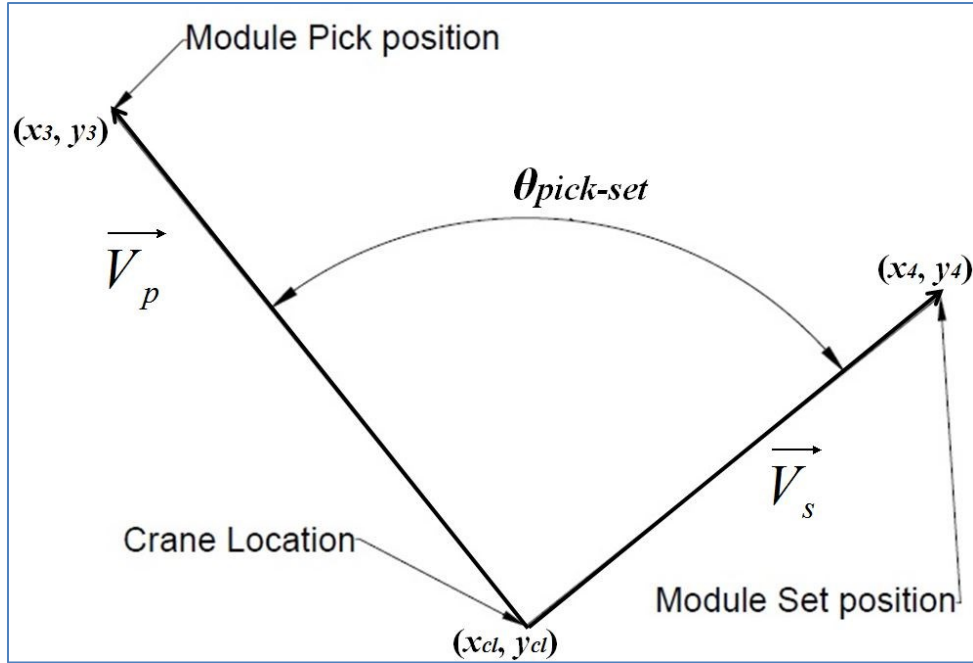 Module Pick position
(x3, y3)
θpick-set
Vp
(x4, y4)
Vs
Crane Location
Module Set position
(xcl, ycl)